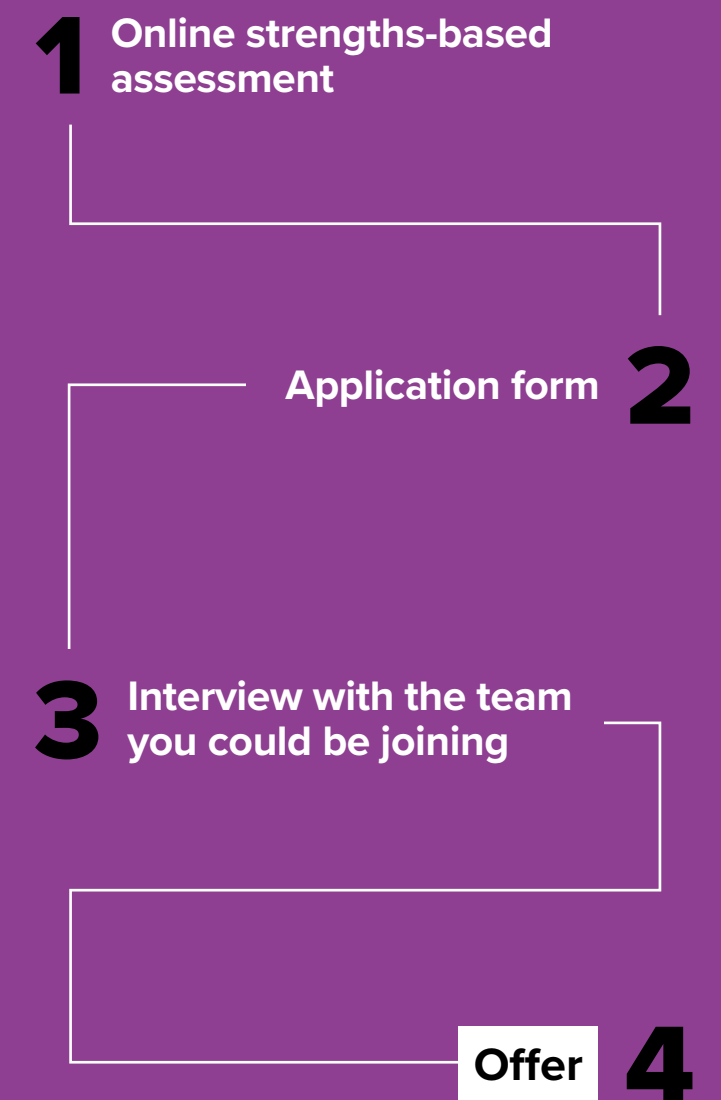 1 Online strengths-based
assessment
Application form 2
3 Interview with the team
you could be joining
Offer 4